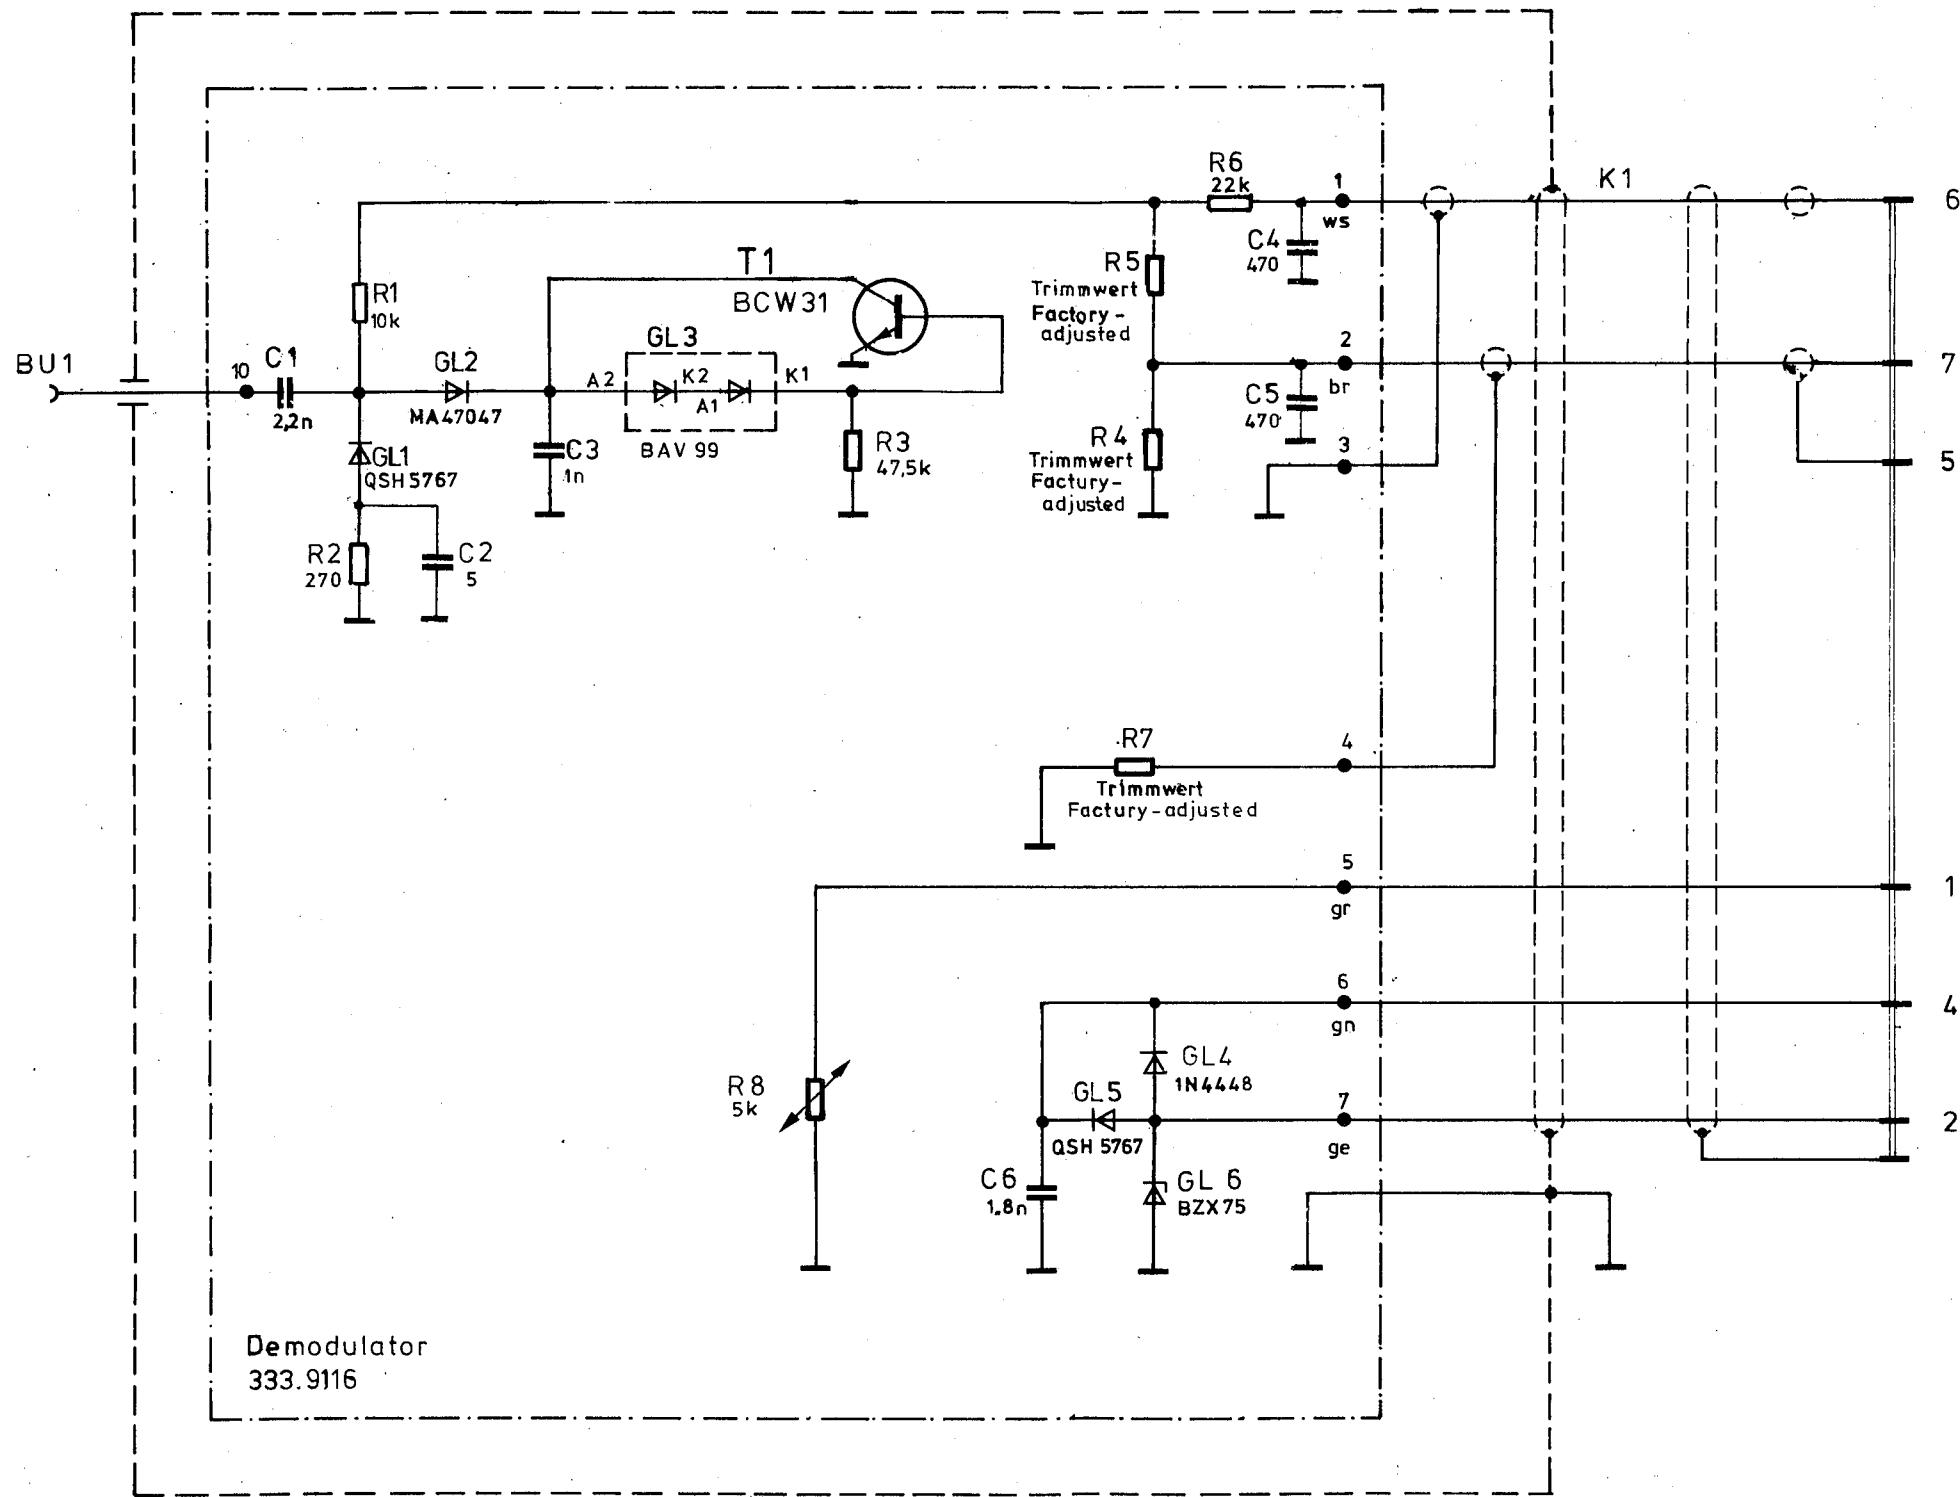 R6
22k
1
ws
K1
6
C4
470
R5
Trimmwert
Factory-
adjusted
T1
BCW31
R1
10k
GL3
2
br
7
BU1
10
C1
2,2n
GL2
MA47047
A2
K2
A1
K1
BAV 99
C5
470
R4
Trimmwert
Factury-
adjusted
3
5
GL1
QSH5767
C3
1n
R3
47,5k
R2
270
C2
5
R7
Trimmwert
Factury-adjusted
4
5
gr
1
6
gn
4
GL4
1N4448
R8
5k
GL5
QSH 5767
7
ge
2
C6
1.8n
GL 6
BZX75
Demodulator
333.9116